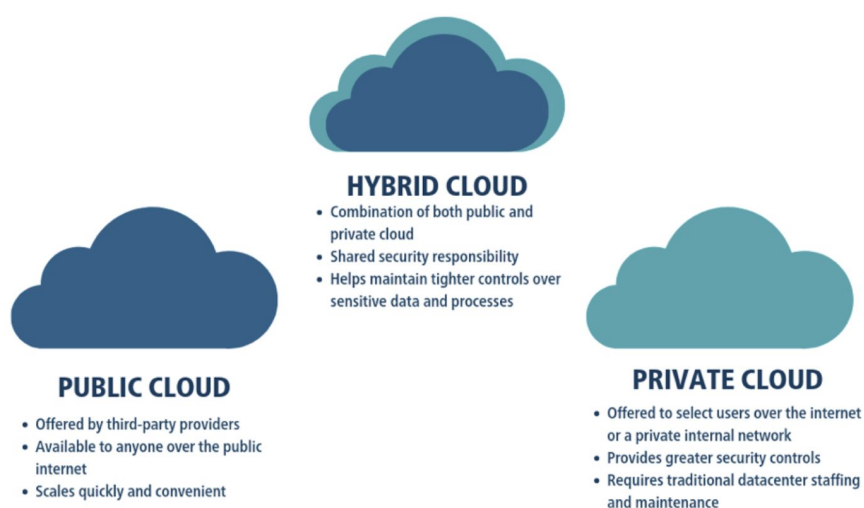 HYBRID CLOUD
• Combination of both public and
private cloud
• Shared security responsibility
• Helps maintain tighter controls over
sensitive data and processes
PUBLIC CLOUD
• Offered by third-party providers
• Available to anyone over the public
internet
• Scales quickly and convenient
PRIVATE CLOUD
• Offered to select users over the internet
or a private internal network
• Provides greater security controls
• Requires traditional datacenter staffing
and maintenance